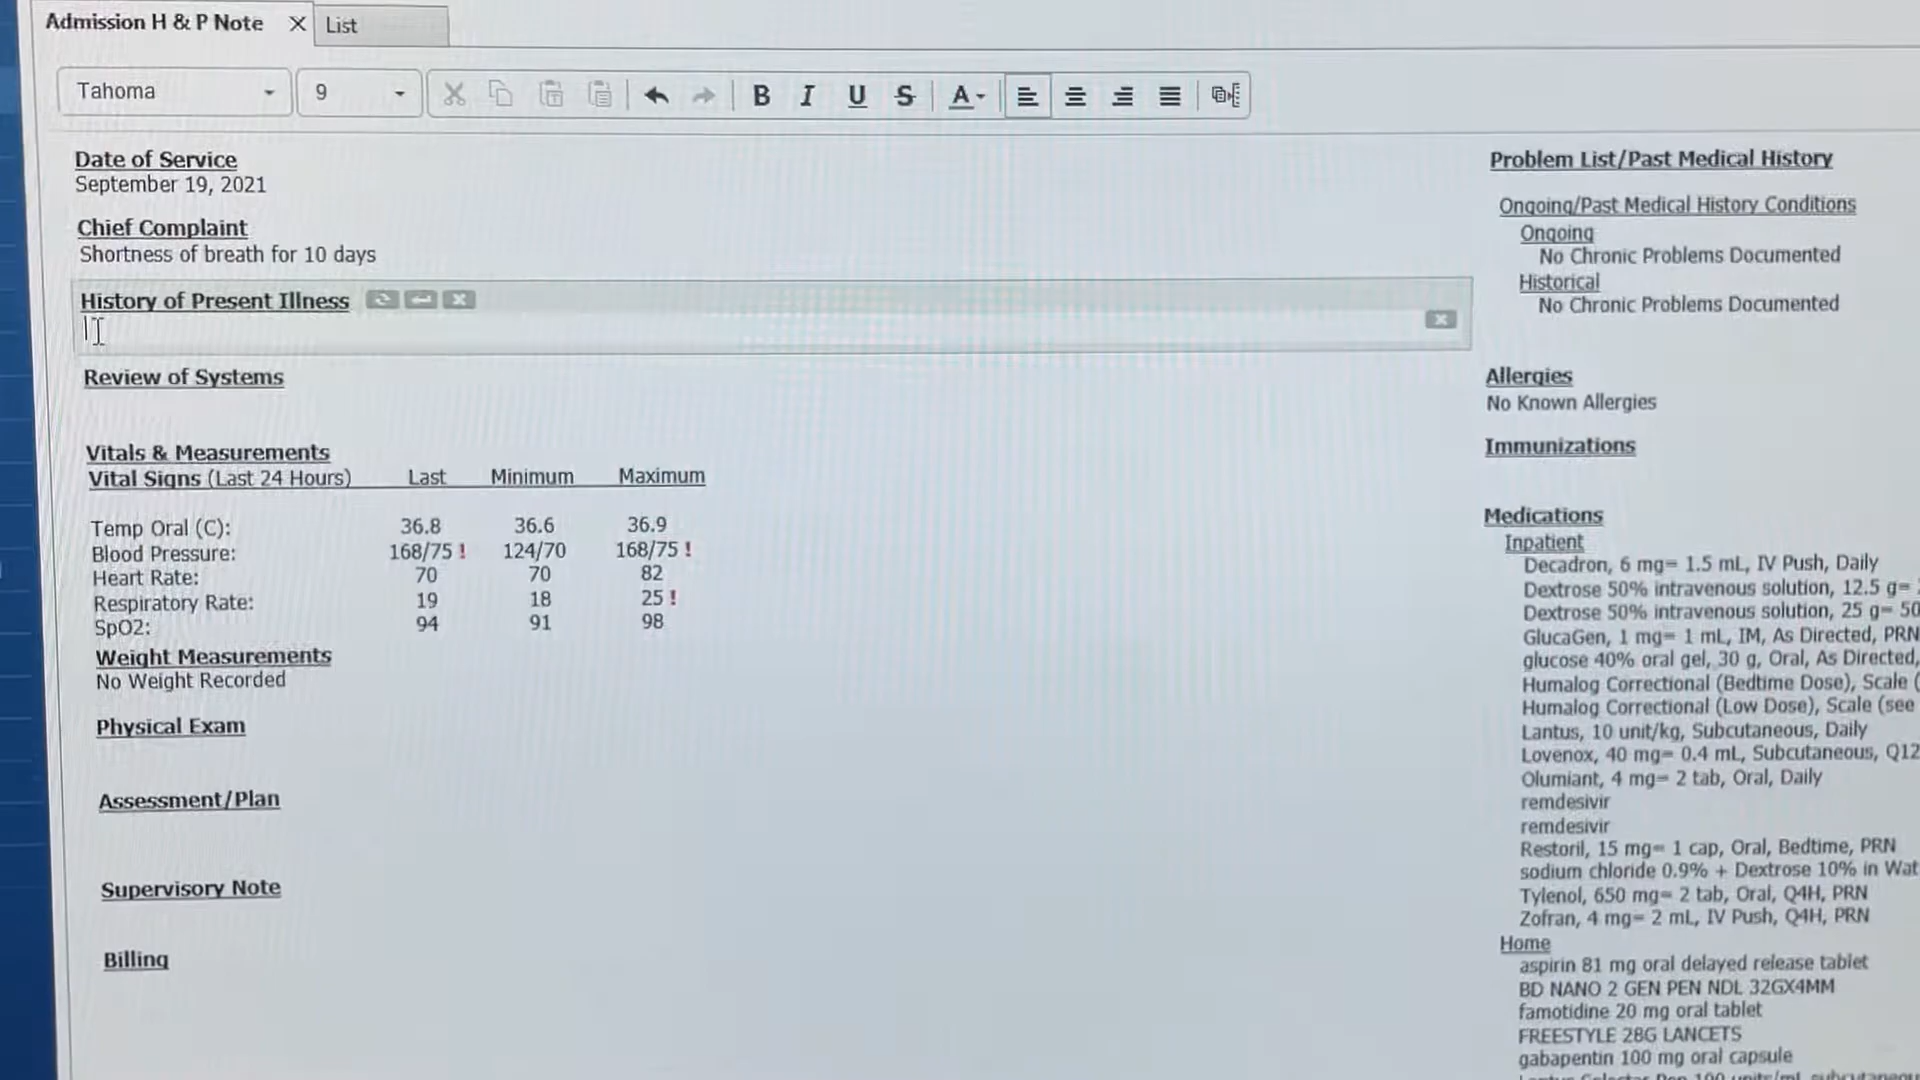 Admission H & P Note
List
Tahoma
9
B I U S A
Date of Service
September 19, 2021
Chief Complaint
Shortness of breath for 10 days
History of Present Illness
Review of Systems
Vitals & Measurements
Vital Signs (Last 24 Hours) Last Minimum Maximum
Temp Oral (C): 36.8 36.6 36.9
Blood Pressure: 168/75 ! 124/70 168/75 !
Heart Rate: 70 70 82
Respiratory Rate: 19 18 25 !
SpO2: 94 91 98
Weight Measurements
No Weight Recorded
Physical Exam
Assessment/Plan
Supervisory Note
Billing
Problem List/Past Medical History
Ongoing/Past Medical History Conditions
Ongoing
No Chronic Problems Documented
Historical
No Chronic Problems Documented
Allergies
No Known Allergies
Immunizations
Medications
Inpatient
Decadron, 6 mg= 1.5 mL, IV Push, Daily
Dextrose 50% intravenous solution, 12.5 g=
Dextrose 50% intravenous solution, 25 g= 50
GlucaGen, 1 mg= 1 mL, IM, As Directed, PRN
glucose 40% oral gel, 30 g, Oral, As Directed,
Humalog Correctional (Bedtime Dose), Scale (
Humalog Correctional (Low Dose), Scale (see
Lantus, 10 unit/kg, Subcutaneous, Daily
Lovenox, 40 mg= 0.4 mL, Subcutaneous, Q12
Olumiant, 4 mg= 2 tab, Oral, Daily
remdesivir
remdesivir
Restoril, 15 mg= 1 cap, Oral, Bedtime, PRN
sodium chloride 0.9% + Dextrose 10% in Wat
Tylenol, 650 mg= 2 tab, Oral, Q4H, PRN
Zofran, 4 mg= 2 mL, IV Push, Q4H, PRN
Home
aspirin 81 mg oral delayed release tablet
BD NANO 2 GEN PEN NDL 32GX4MM
famotidine 20 mg oral tablet
FREESTYLE 28G LANCETS
gabapentin 100 mg oral capsule